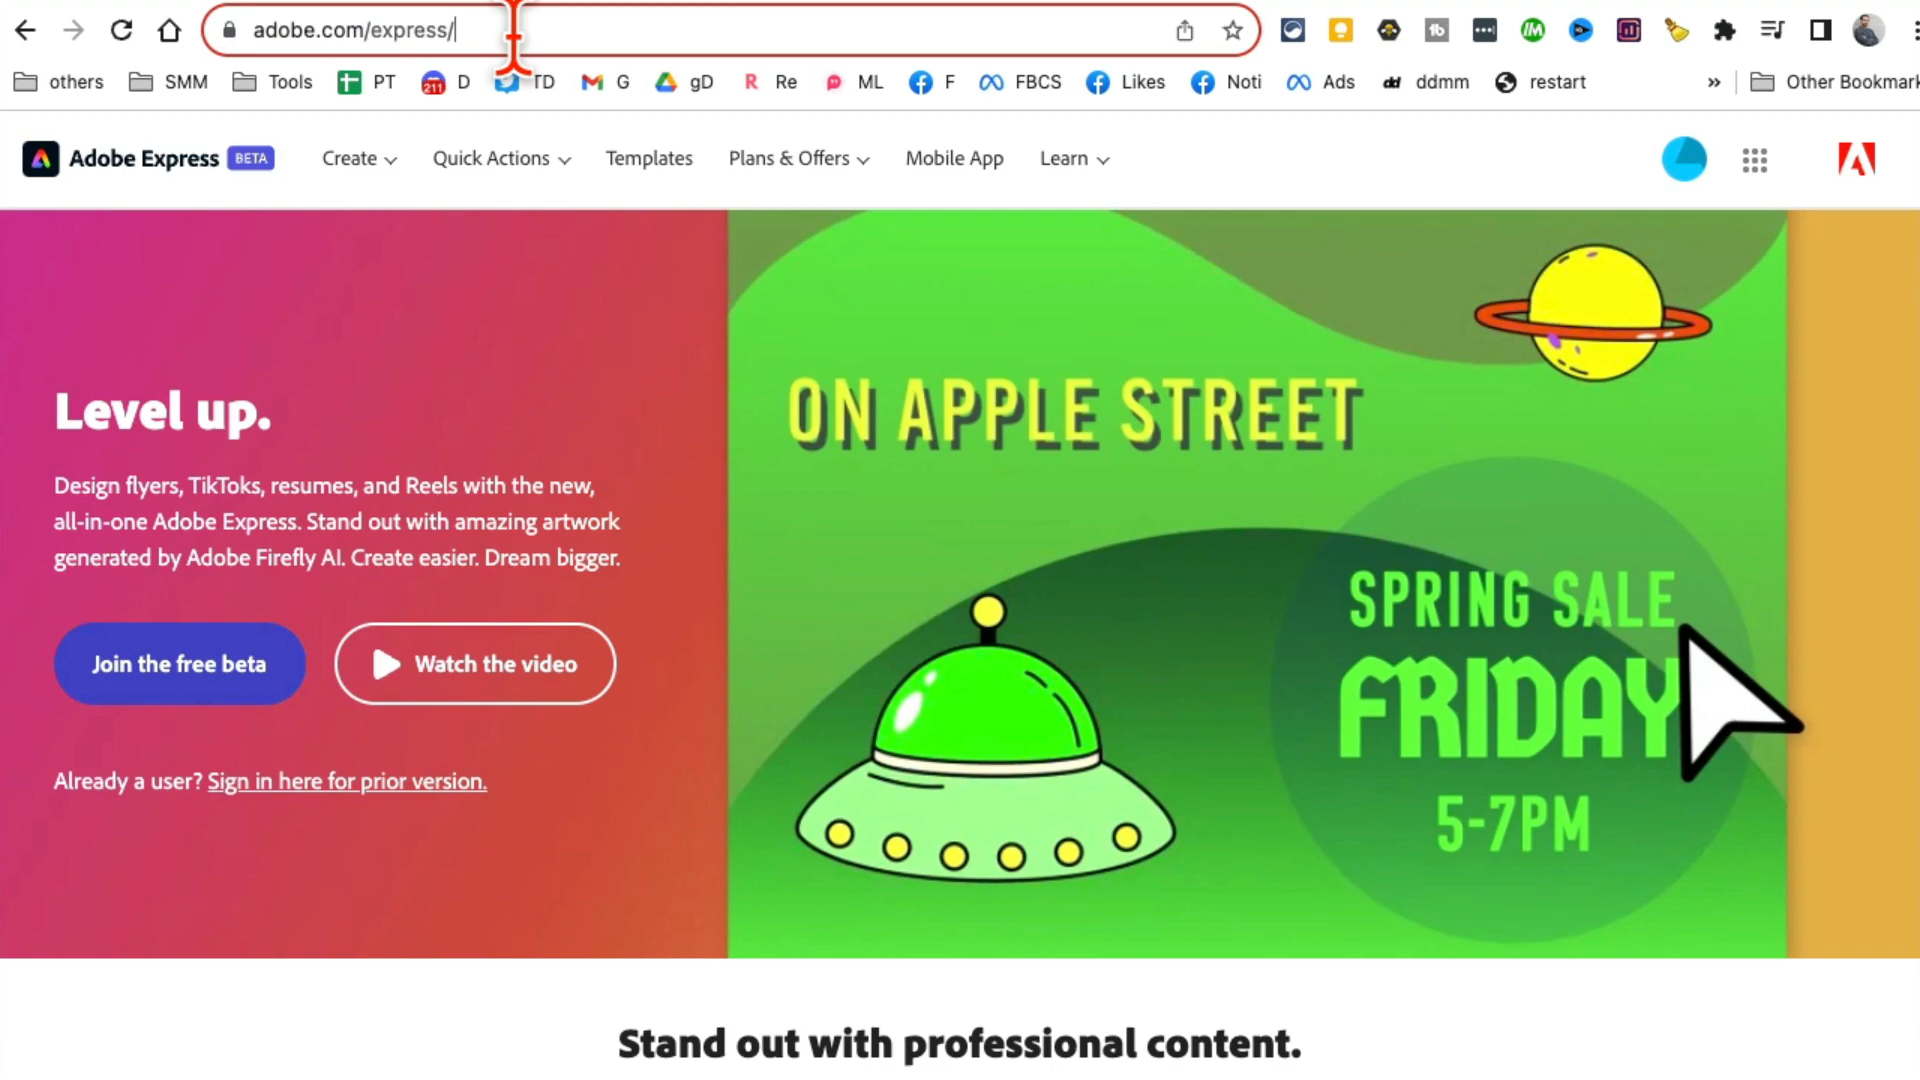 adobe.com/express/
others SMM Tools PT 211 D TD G gD Re ML F FBCS Likes Noti Ads dd ddmm restart » Other Bookmark
Adobe Express BETA Create Quick Actions Templates Plans & Offers Mobile App Learn
ON APPLE STREET
Level up.
Design flyers, TikToks, resumes, and Reels with the new,
all-in-one Adobe Express. Stand out with amazing artwork
generated by Adobe Firefly AI. Create easier. Dream bigger.
SPRING SALE
FRIDAY
5-7PM
Join the free beta Watch the video
Already a user? Sign in here for prior version.
Stand out with professional content.